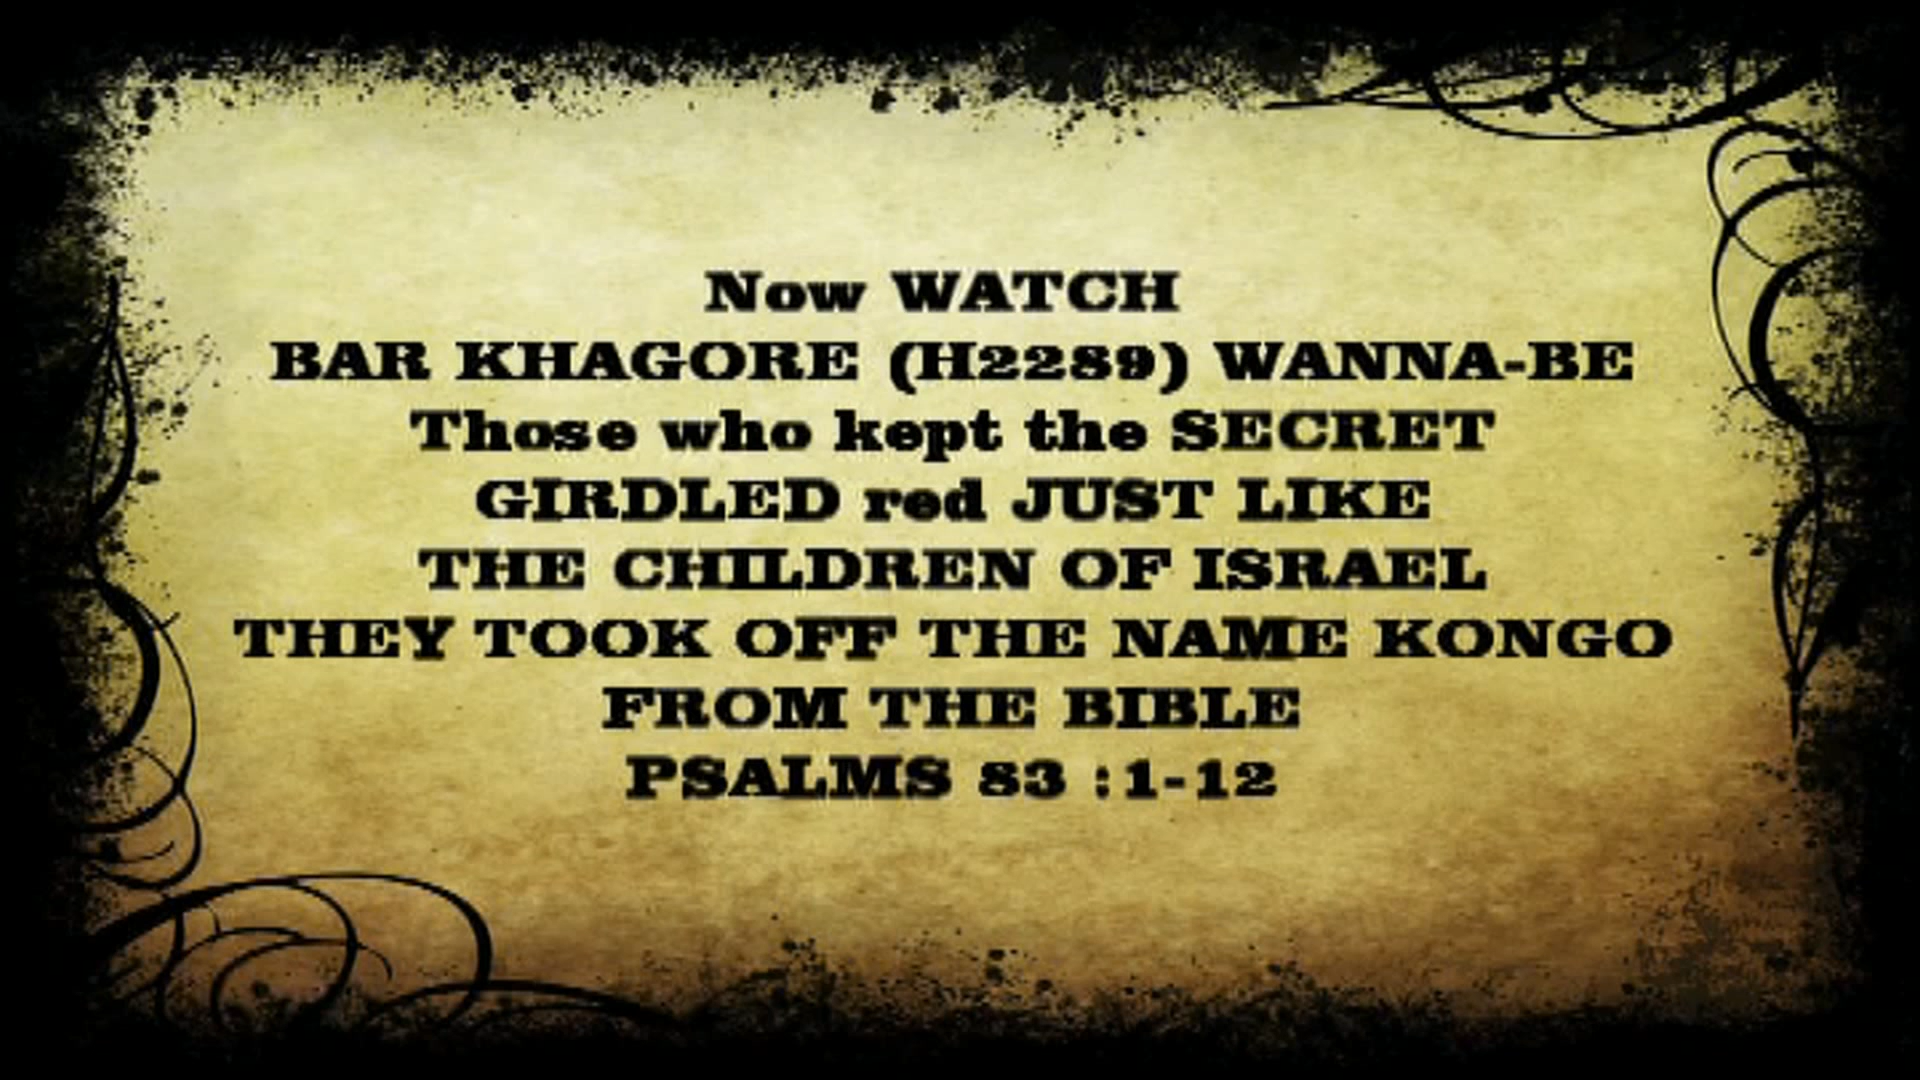 Now WATCH
BAR KHAGORE (H2289) WANNA-BE
Those who kept the SECRET
GIRDLED red JUST LIKE
THE CHILDREN OF ISRAEL
THEY TOOK OFF THE NAME KONGO
FROM THE BIBLE
PSALMS 83 :1-12